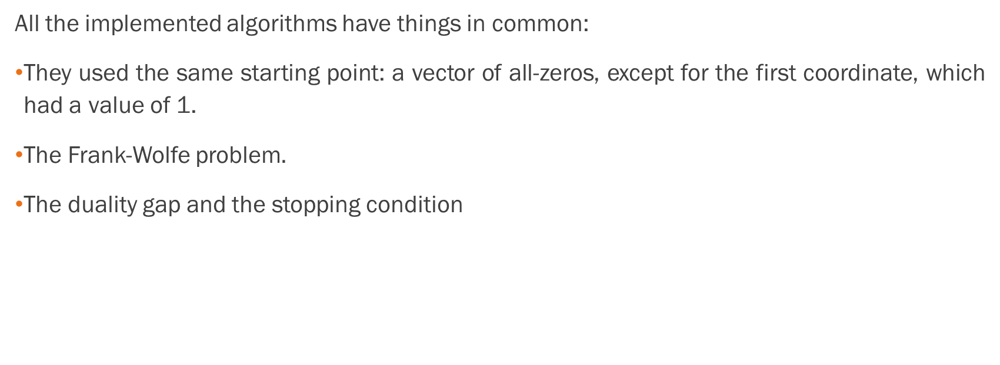 All the implemented algorithms have things in common:
•They used the same starting point: a vector of all-zeros, except for the first coordinate, which
had a value of 1.
•The Frank-Wolfe problem.
•The duality gap and the stopping condition